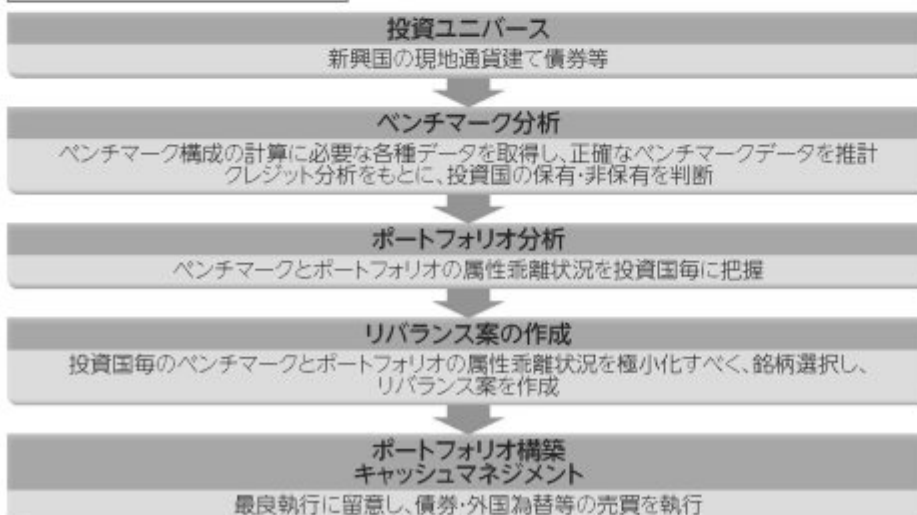 投資ユニバース
新興国の現地通貨建て債券等
ベンチマーク分析
ベンチマーク構成の計算に必要な各種データを取得し、正確なベンチマークデータを推計
クレジット分析をもとに、投資国の保有・非保有を判断
ポートフォリオ分析
ベンチマークとポートフォリオの属性乖離状況を投資国毎に把握
リバランス案の作成
投資国毎のベンチマークとポートフォリオの属性乖離状況を極小化すべく、銘柄選択し、
リバランス案を作成
ポートフォリオ構築
キャッシュマネジメント
最良執行に留意し、債券・外国為替等の売買を執行